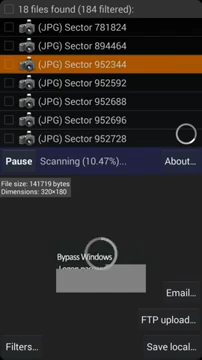 18 files found (184 filtered):
(JPG) Sector 781824
(JPG) Sector 894464
(JPG) Sector 952344
(JPG) Sector 952592
(JPG) Sector 952688
(JPG) Sector 952696
(JPG) Sector 952728
Pause Scanning (10.47%)... About...
File size: 141719 bytes
Dimensions: 320×180
Bypass Windows
Email...
FTP upload...
Filters... Save local...